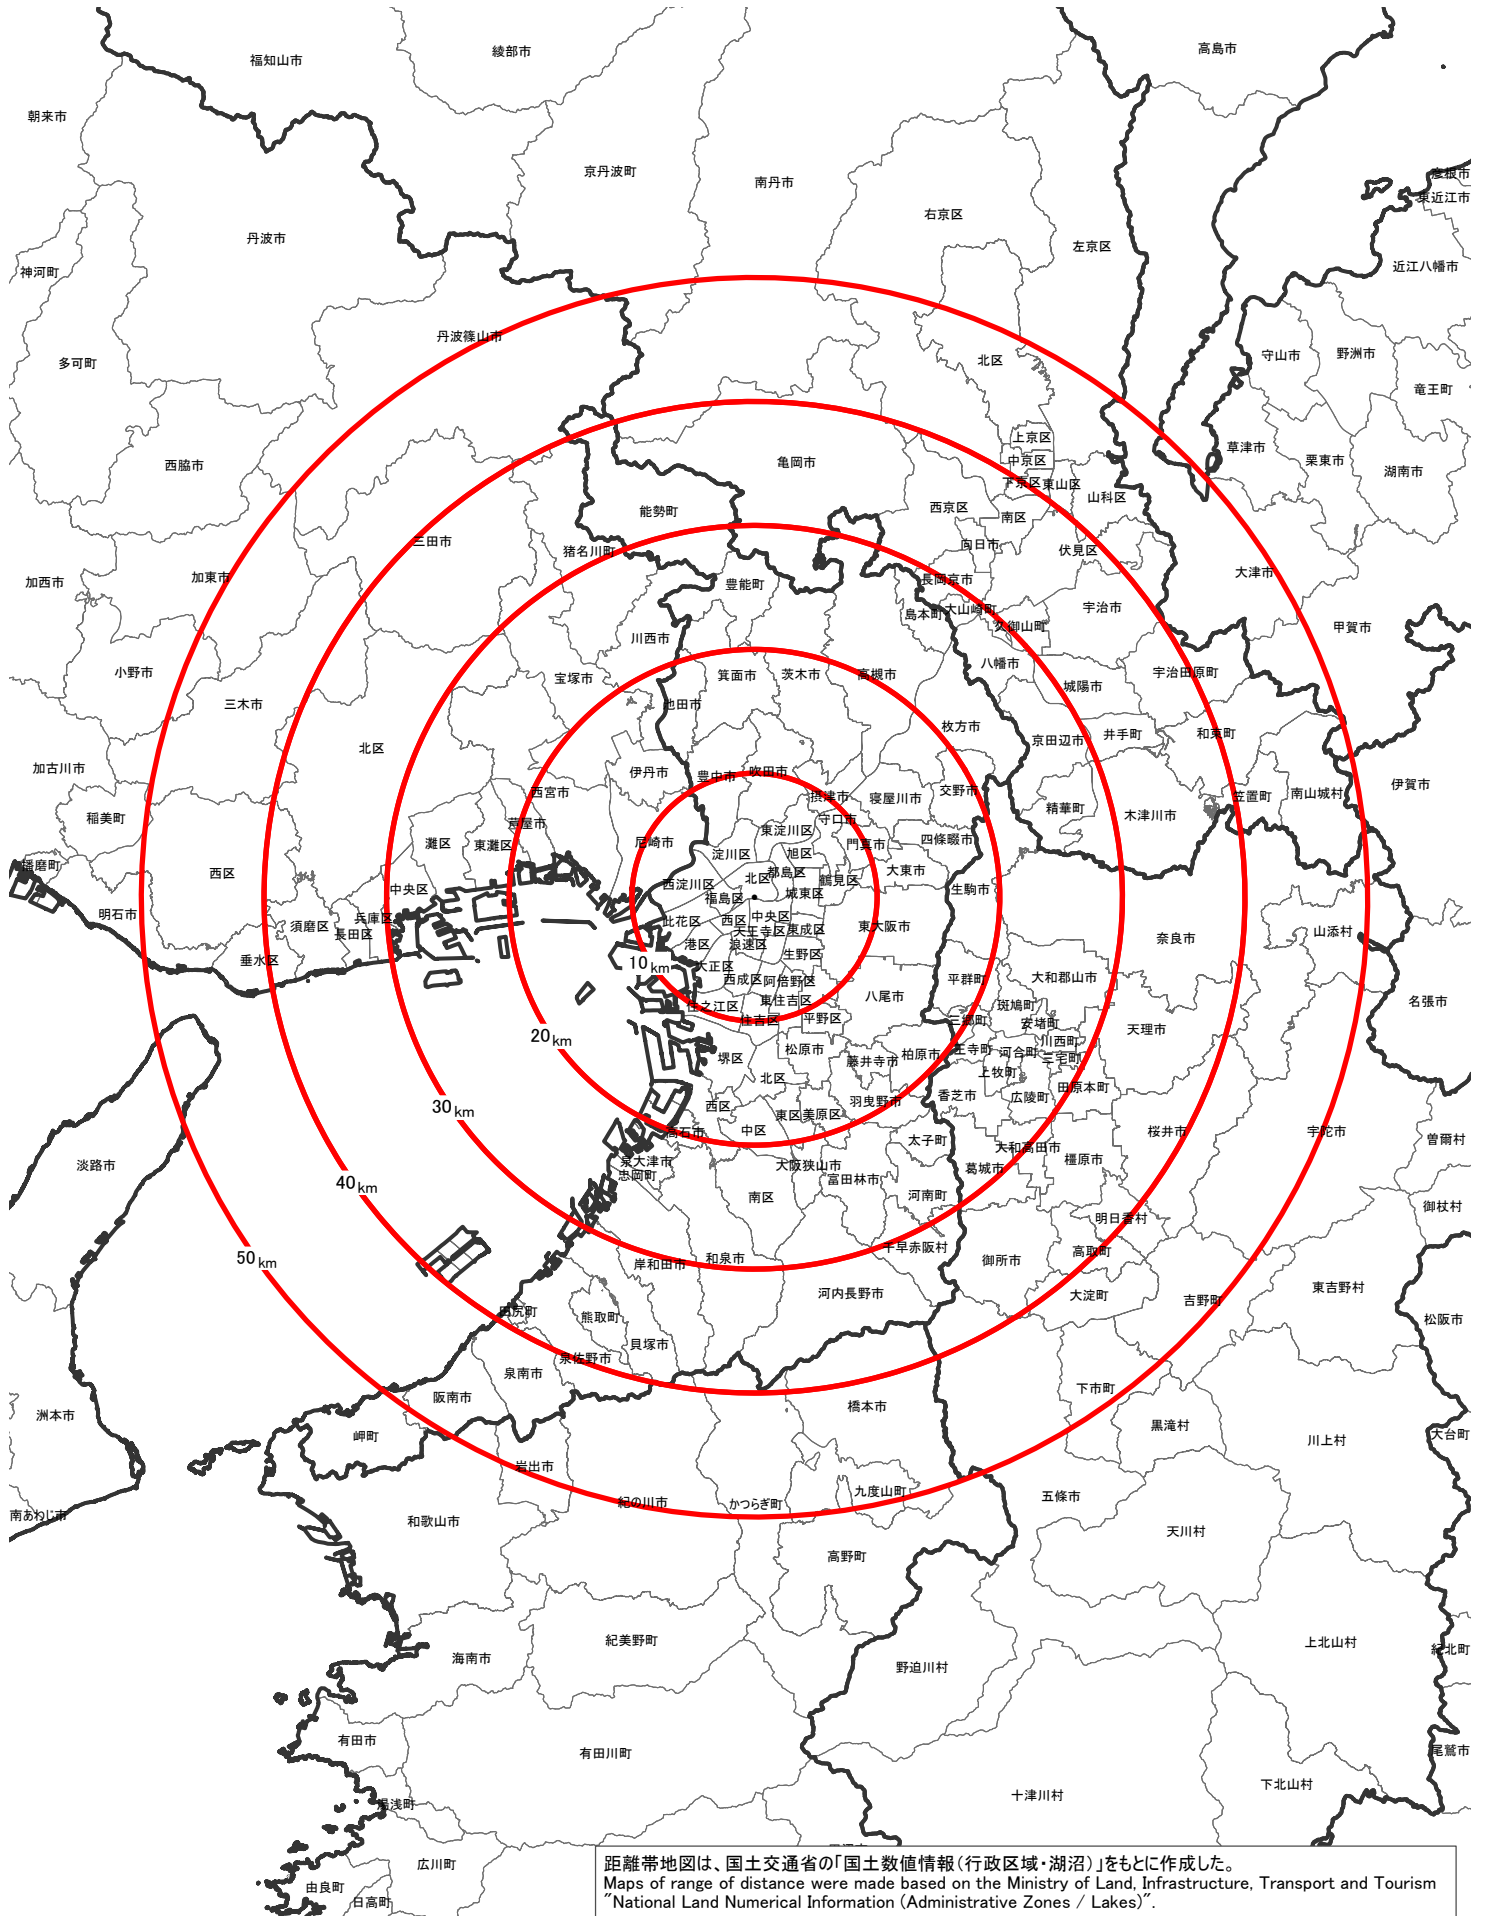 綾部市
高島市
福知山市
朝来市
京丹波町
彦根市
南丹市
東近江市
右京区
丹波市
左京区
近江八幡市
神河町
丹波篠山市
守山市
野洲市
北区
多可町
竜王町
上京区
草津市
中京区
栗東市
亀岡市
西脇市
湖南市
下京区
東山区
山科区
西京区
能勢町
南区
三田市
向日市
猪名川町
伏見区
大津市
加東市
長岡京市
加西市
豊能町
大山崎町
宇治市
島本町
久御山町
甲賀市
川西市
八幡市
小野市
宇治田原町
箕面市
茨木市
高槻市
宝塚市
城陽市
三木市
池田市
枚方市
和束町
井手町
京田辺市
北区
加古川市
伊丹市
吹田市
豊中市
伊賀市
西宮市
交野市
南山城村
笠置町
摂津市
寝屋川市
精華町
木津川市
稲美町
守口市
芦屋市
東淀川区
四條畷市
尼崎市
門真市
灘区
東灘区
淀川区
旭区
播磨町
大東市
西区
都島区
北区
鶴見区
西淀川区
中央区
生駒市
城東区
福島区
明石市
中央区
兵庫区
此花区
西区
須磨区
東大阪市
天王寺区
東成区
長田区
山添村
奈良市
港区
浪速区
生野区
垂水区
10km
大正区
西成区
阿倍野区
平群町
大和郡山市
八尾市
東住吉区
名張市
住之江区
斑鳩町
住吉区
平野区
三郷町
安堵町
天理市
20km
川西町
松原市
王寺町
河合町
柏原市
堺区
三宅町
藤井寺市
上牧町
北区
田原本町
香芝市
広陵町
羽曳野市
30km
西区
東区
美原区
中区
高石市
桜井市
宇陀市
太子町
曽爾村
大和高田市
泉大津市
橿原市
淡路市
大阪狭山市
葛城市
忠岡町
富田林市
40km
河南町
南区
御杖村
明日香村
千早赤阪村
高取町
50km
和泉市
御所市
岸和田市
東吉野村
河内長野市
大淀町
吉野町
田尻町
熊取町
松阪市
貝塚市
泉佐野市
泉南市
下市町
阪南市
橋本市
洲本市
黒滝村
岬町
大台町
川上村
岩出市
九度山町
五條市
紀の川市
かつらぎ町
南あわじ市
和歌山市
天川村
高野町
紀美野町
上北山村
紀北町
海南市
野迫川村
有田市
尾鷲市
有田川町
下北山村
十津川村
湯浅町
広川町
由良町
日高町
距離帯地図は、国土交通省の「国土数値情報（行政区域・湖沼）」をもとに作成した。
Maps of range of distance were made based on the Ministry of Land, Infrastructure, Transport and Tourism
"National Land Numerical Information (Administrative Zones / Lakes)".